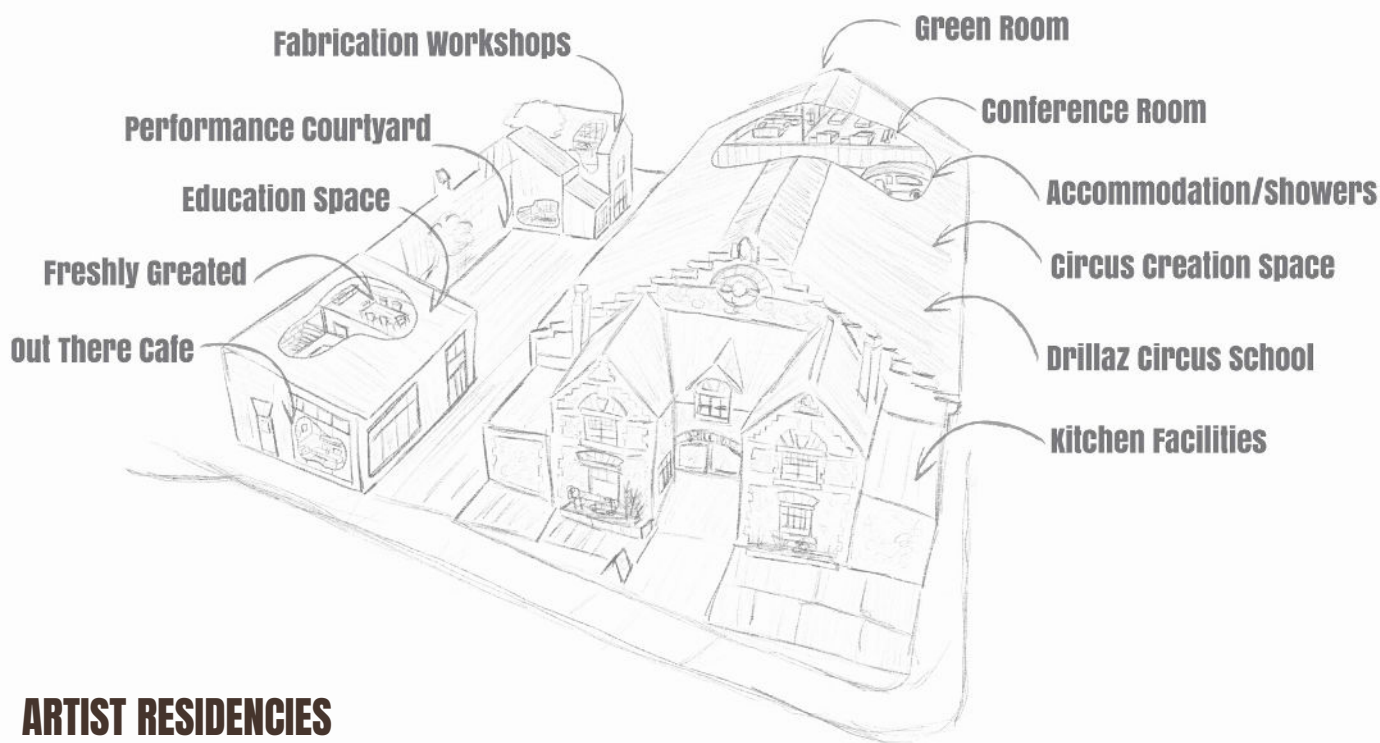 Fabrication Workshops
Performance Courtyard
Education Space
Freshly Greated
Out There Cafe
Green Room
Conference Room
Accommodation/Showers
Circus Creation Space
Drillaz Circus School
Kitchen Facilities
ARTIST RESIDENCIES